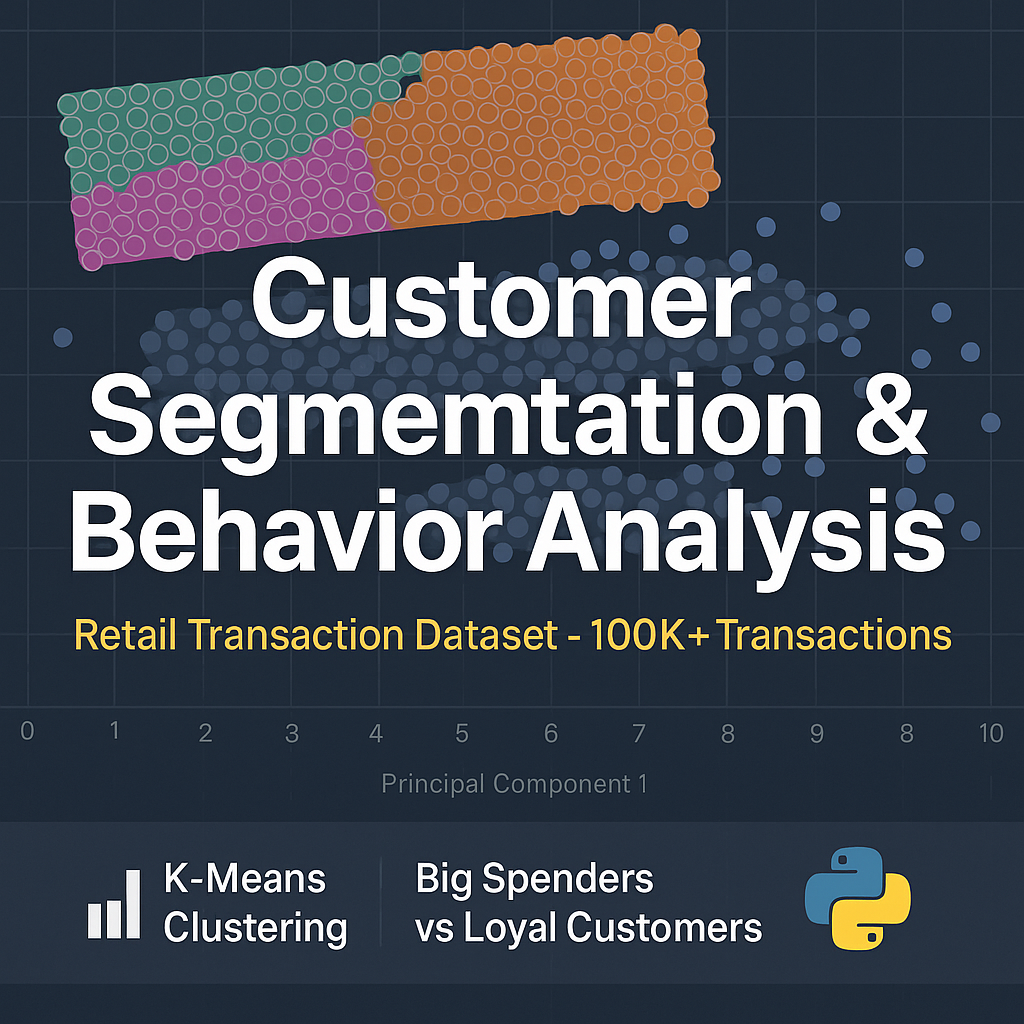 Customer
Segmemtation &
Behavior Analysis
Retail Transaction Dataset - 100K+ Transactions
0 1 2 3 4 5 6 7 8 9 8 10
Principal Component 1
K-Means
Clustering
Big Spenders
vs Loyal Customers